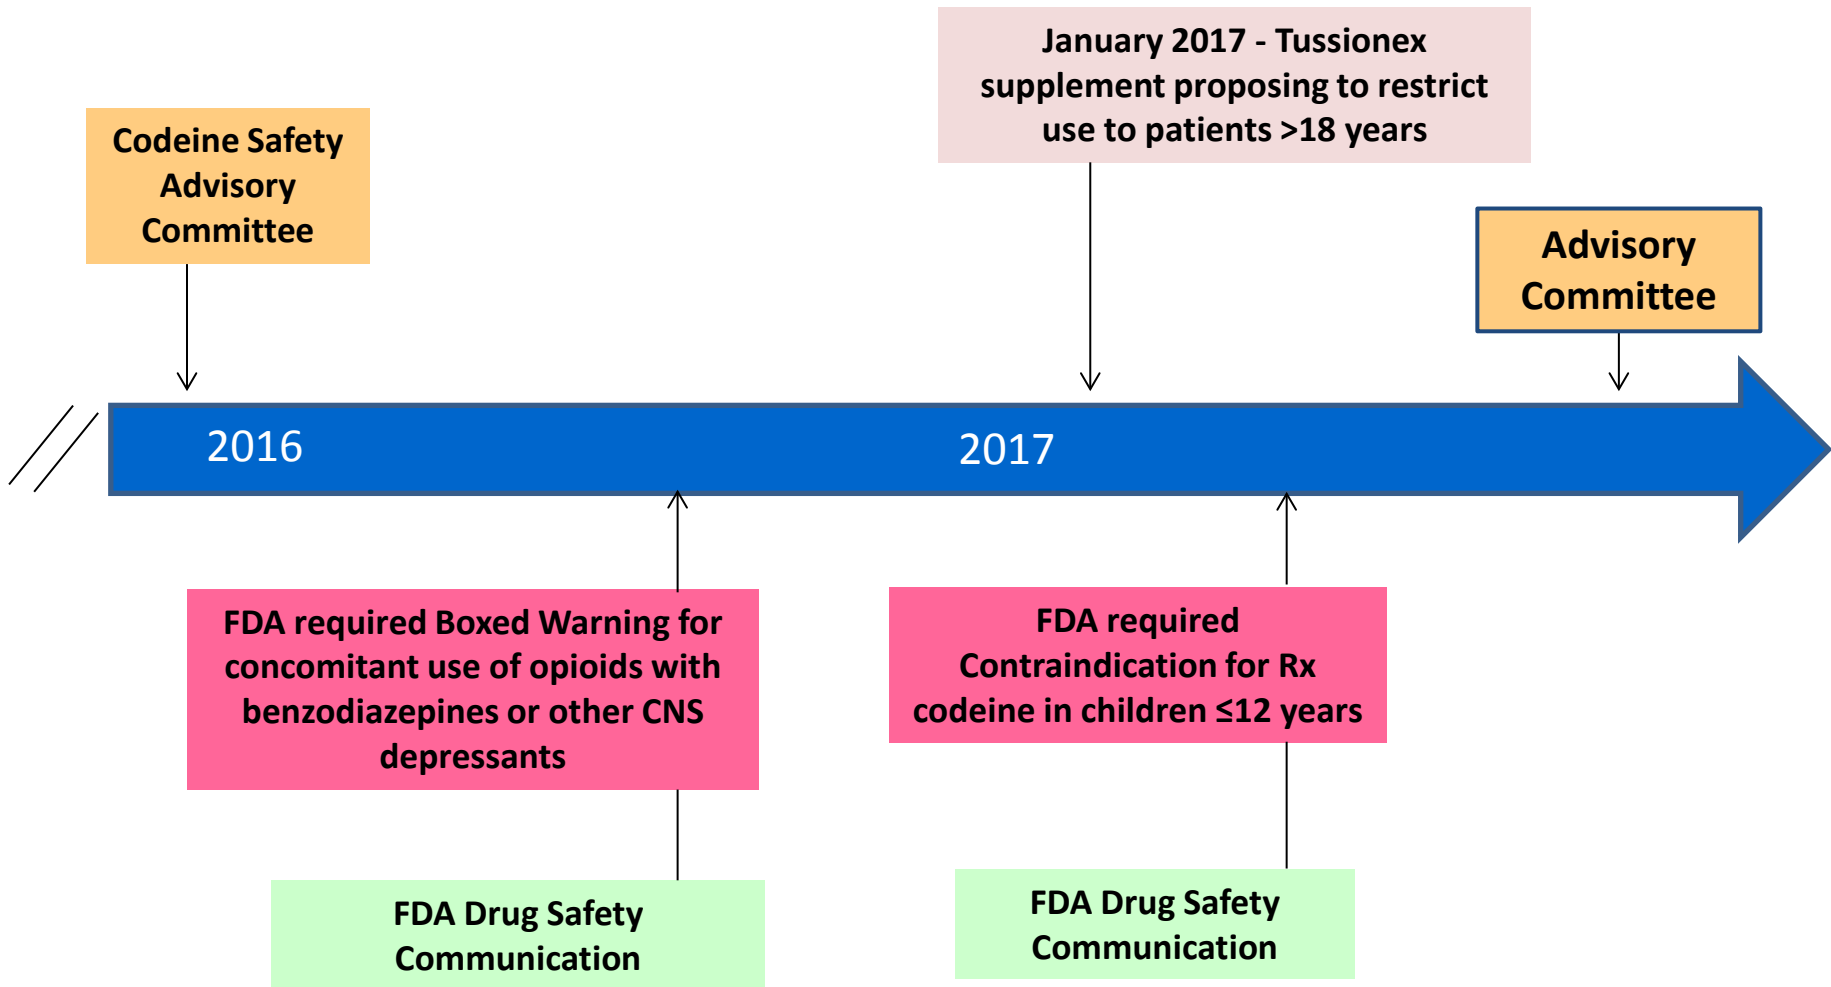 January 2017 - Tussionex
supplement proposing to restrict
use to patients >18 years
Codeine Safety
Advisory
Committee
Advisory
Committee
2016
2017
FDA required Boxed Warning for
concomitant use of opioids with
benzodiazepines or other CNS
depressants
FDA required
Contraindication for Rx
codeine in children ≤12 years
FDA Drug Safety
Communication
FDA Drug Safety
Communication